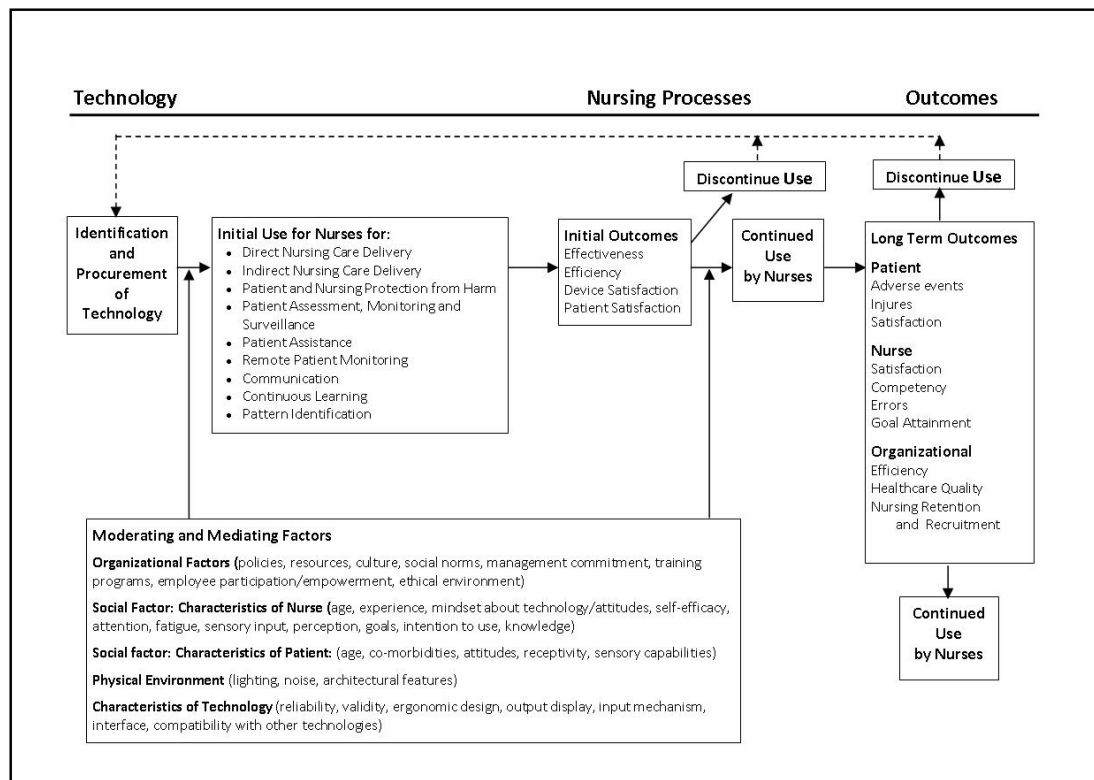 Technology
Nursing Processes
Outcomes
Discontinue Use
Discontinue Use
Identification
and
Procurement
of
Technology
Initial Use for Nurses for:
• Direct Nursing Care Delivery
• Indirect Nursing Care Delivery
• Patient and Nursing Protection from Harm
• Patient Assessment, Monitoring and
Surveillance
• Patient Assistance
• Remote Patient Monitoring
• Communication
• Continuous Learning
• Pattern Identification
Initial Outcomes
Effectiveness
Efficiency
Device Satisfaction
Patient Satisfaction
Continued
Use
by Nurses
Long Term Outcomes
Patient
Adverse events
Injures
Satisfaction
Nurse
Satisfaction
Competency
Errors
Goal Attainment
Organizational
Efficiency
Healthcare Quality
Nursing Retention
and Recruitment
Continued
Use
by Nurses
Moderating and Mediating Factors
Organizational Factors (policies, resources, culture, social norms, management commitment, training
programs, employee participation/empowerment, ethical environment)
Social Factor: Characteristics of Nurse (age, experience, mindset about technology/attitudes, self-efficacy,
attention, fatigue, sensory input, perception, goals, intention to use, knowledge)
Social factor: Characteristics of Patient: (age, co-morbidities, attitudes, receptivity, sensory capabilities)
Physical Environment (lighting, noise, architectural features)
Characteristics of Technology (reliability, validity, ergonomic design, output display, input mechanism,
interface, compatibility with other technologies)